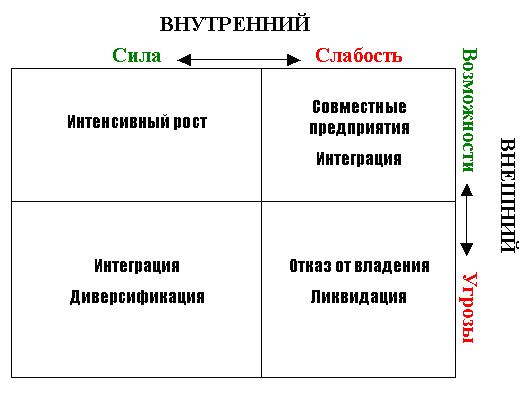 ВНУТРЕННИЙ
Сила
Слабость
Возможности
ВНЕШНИЙ
Угрозы
Интенсивный рост
Совместные
предприятия
Интеграция
Интеграция
Диверсификация
Отказ от владения
Ликвидация